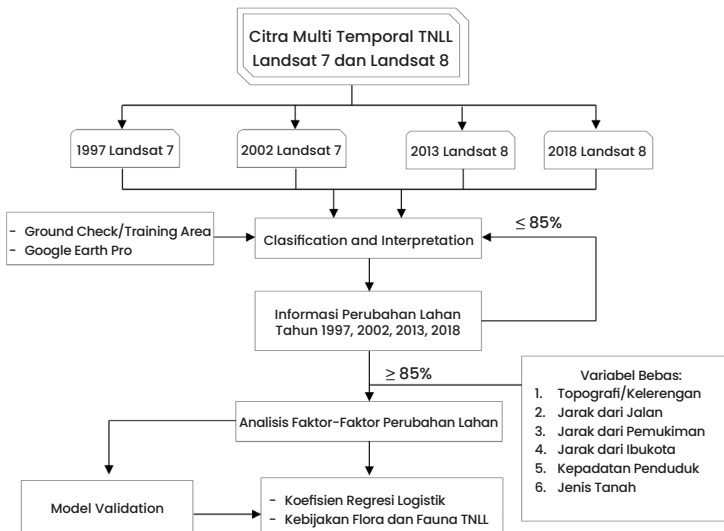 Citra Multi Temporal TNLL
Landsat 7 dan Landsat 8
1997 Landsat 7
2002 Landsat 7
2013 Landsat 8
2018 Landsat 8
- Ground Check/Training Area
- Google Earth Pro
Clasification and Interpretation
≤ 85%
Informasi Perubahan Lahan
Tahun 1997, 2002, 2013, 2018
≥ 85%
Variabel Bebas:
1. Topografi/Kelerengan
2. Jarak dari Jalan
3. Jarak dari Pemukiman
4. Jarak dari Ibukota
5. Kepadatan Penduduk
6. Jenis Tanah
Analisis Faktor-Faktor Perubahan Lahan
Model Validation
- Koefisien Regresi Logistik
- Kebijakan Flora dan Fauna TNLL